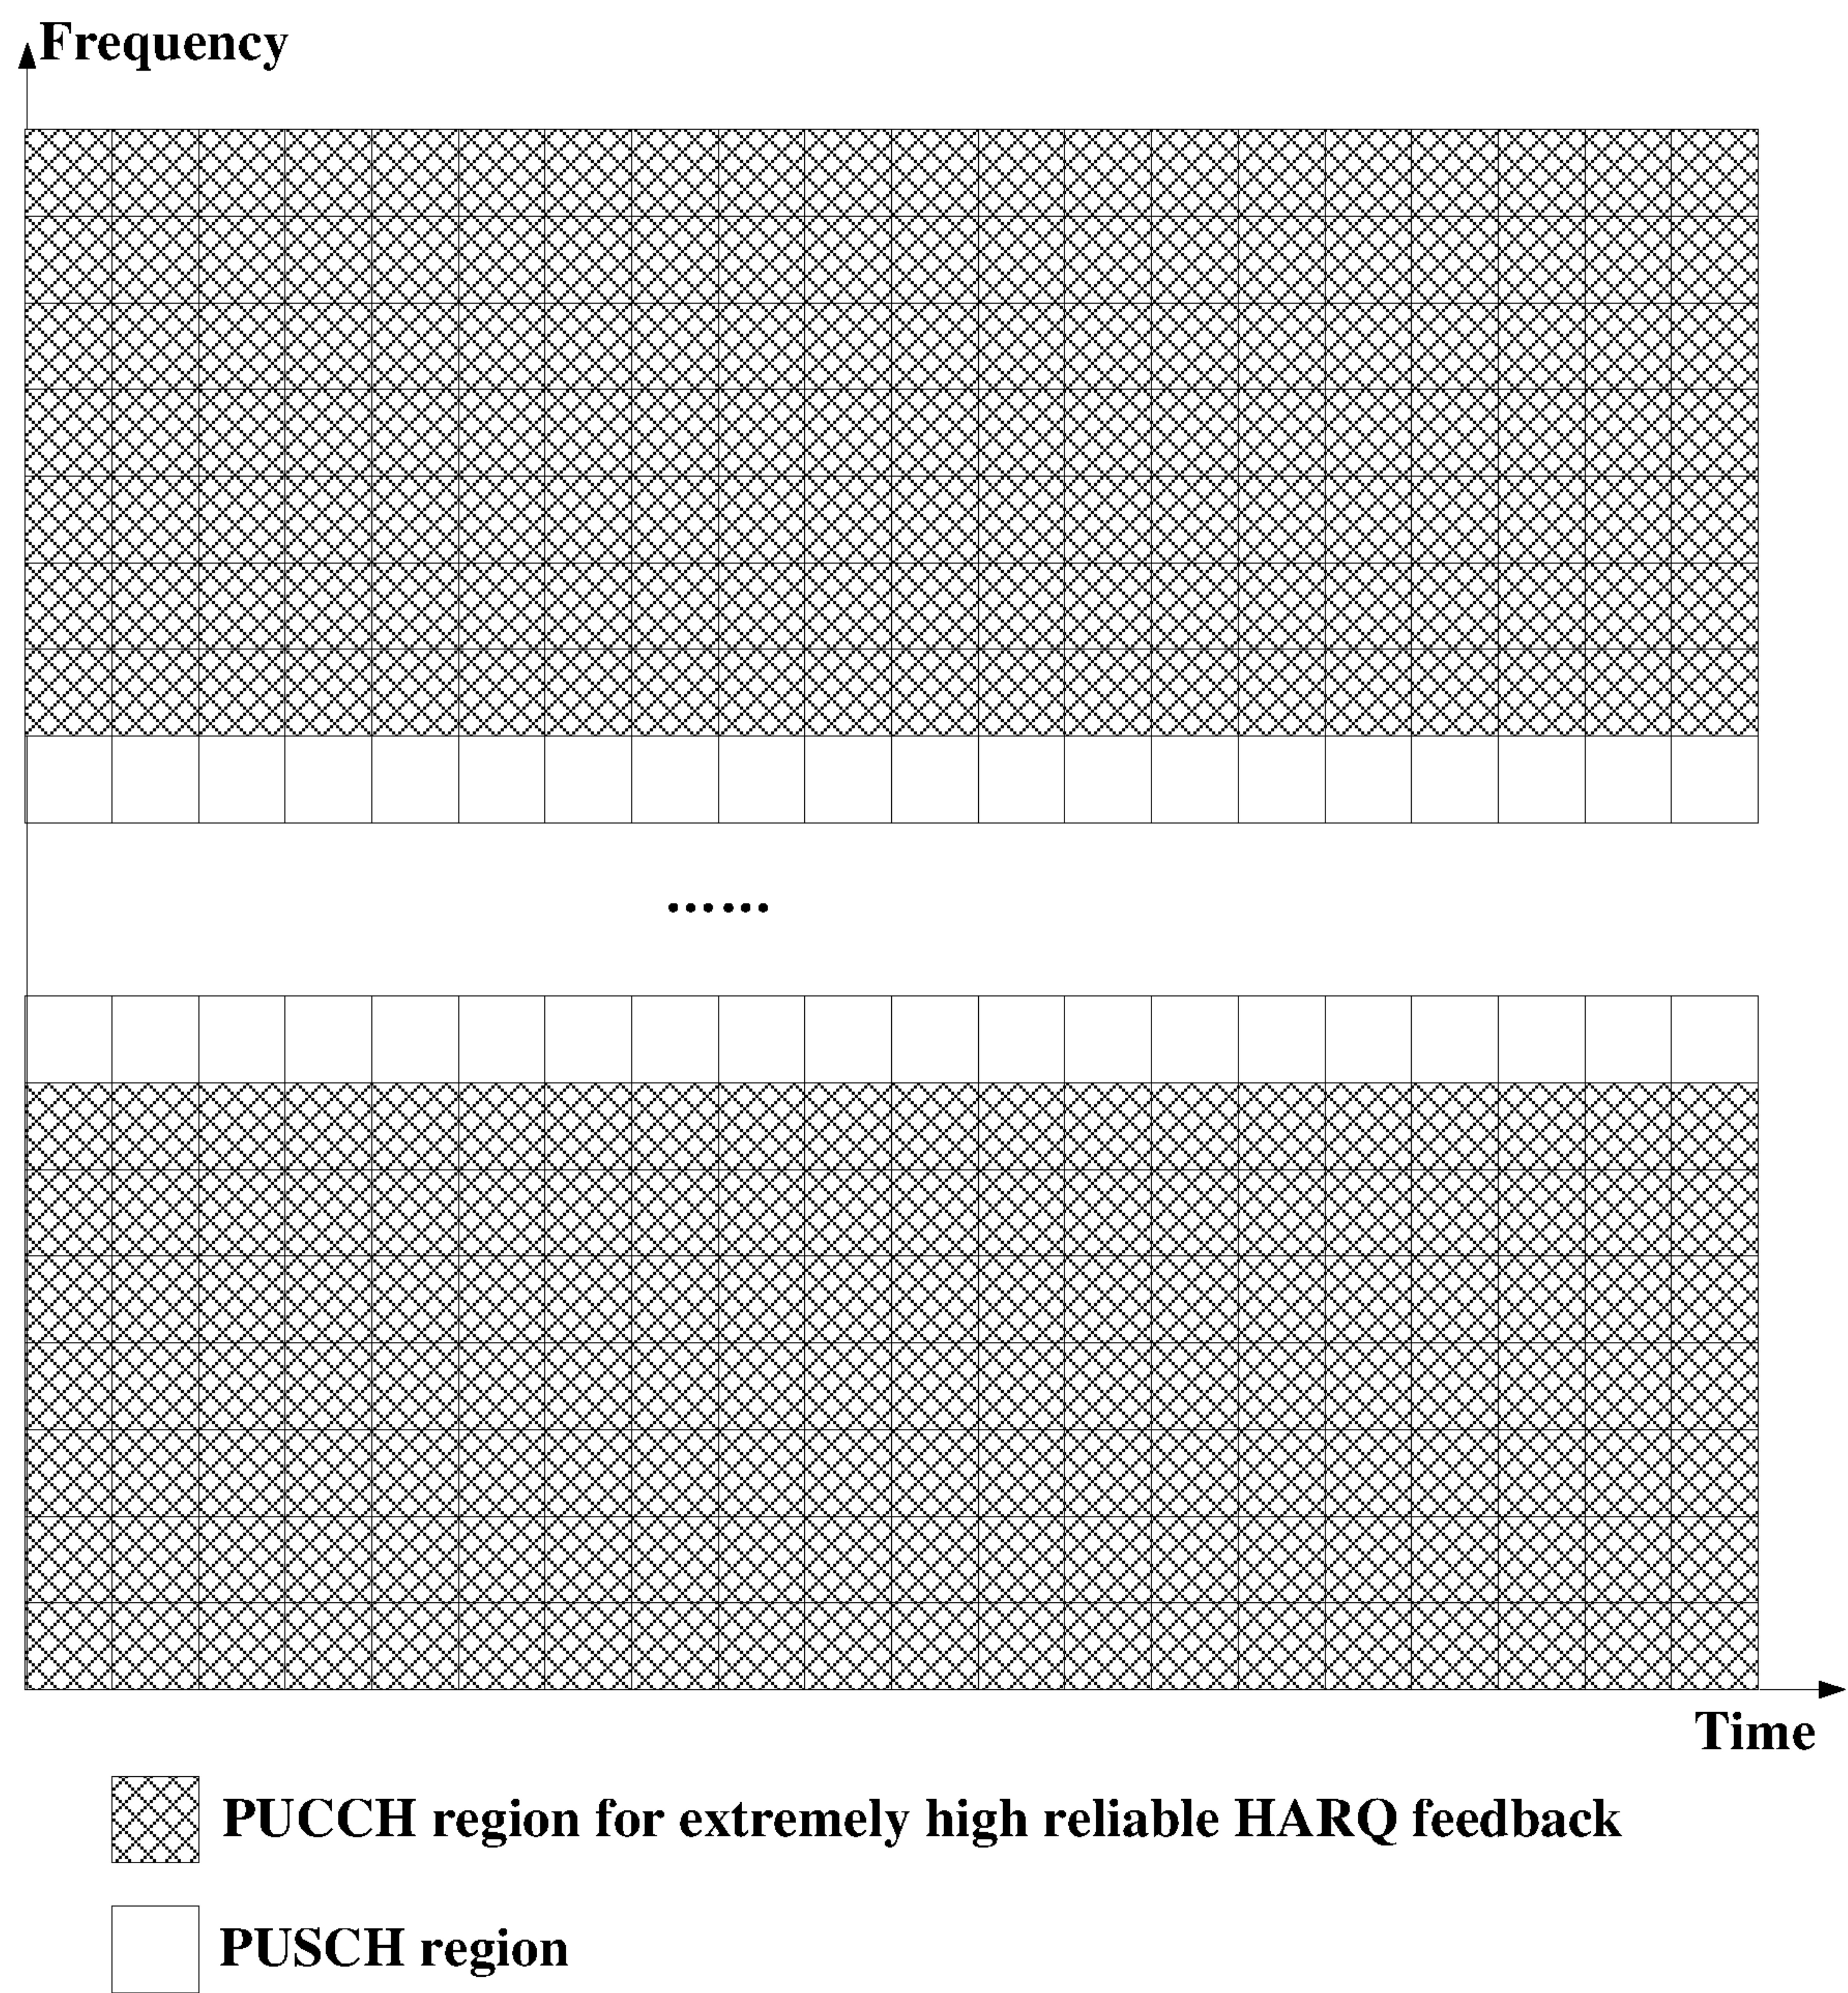 Frequency
......
Time
PUCCH region for extremely high reliable HARQ feedback
PUSCH region